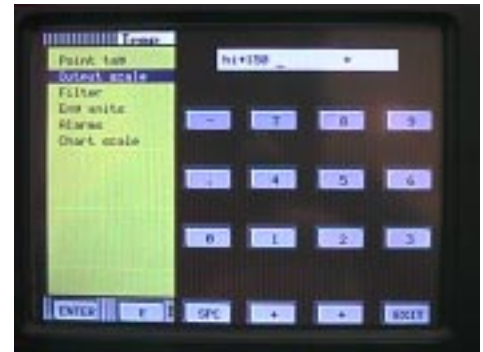 Temp
Point tag
Output scale
Filter
Eng units
Alarms
Chart scale
hi+150 _
- 7 8 9
. 4 5 6
0 1 2 3
ENTER SPC EXIT